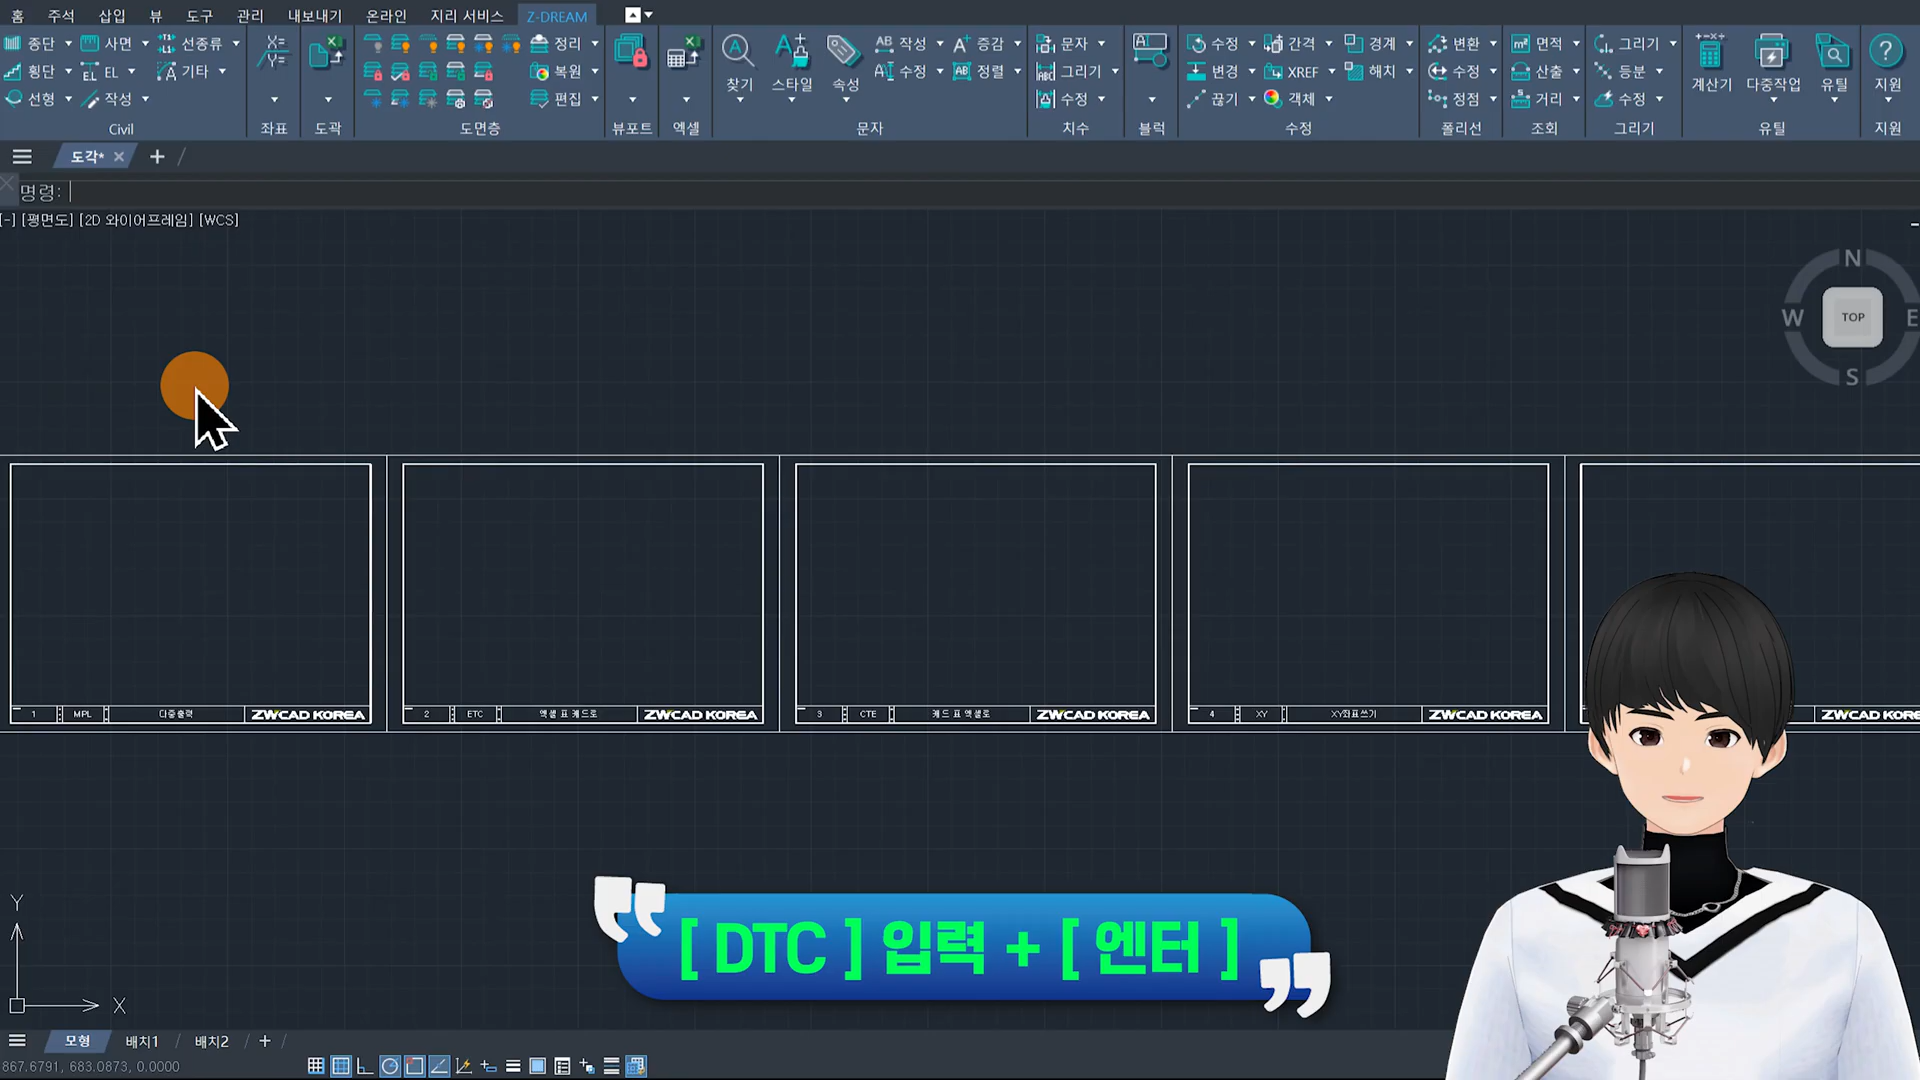 홈 주석 삽입 뷰 도구 관리 내보내기 온라인 지리 서비스 Z-DREAM
종단 사면 선종류 정리 찾기 스타일 속성 작성 증감 문자 수정 간격 경계 변환 면적 그리기 계산기 다중작업 유틸 지원
횡단 EL 기타 복원 수정 정렬 그리기 변경 XREF 해치 수정 산출 등분
선형 작성 편집 수정 끊기 객체 정점 거리 수정
Civil 좌표 도곽 도면층 뷰포트 엑셀 문자 치수 블럭 수정 폴리선 조회 그리기 유틸 지원
도각*
명령:
[-] [평면도] [2D 와이어프레임] [WCS]
N
W TOP E
S
1 MPL 다중출력 ZWCAD KOREA
2 ETC 엑셀 표 캐드로 ZWCAD KOREA
3 CTE 캐드 표 엑셀로 ZWCAD KOREA
4 XY XY좌표쓰기 ZWCAD KOREA
ZWCAD KORE
[ DTC ] 입력 + [ 엔터 ]
Y
X
모형 배치1 배치2
867.6791, 683.0873, 0.0000